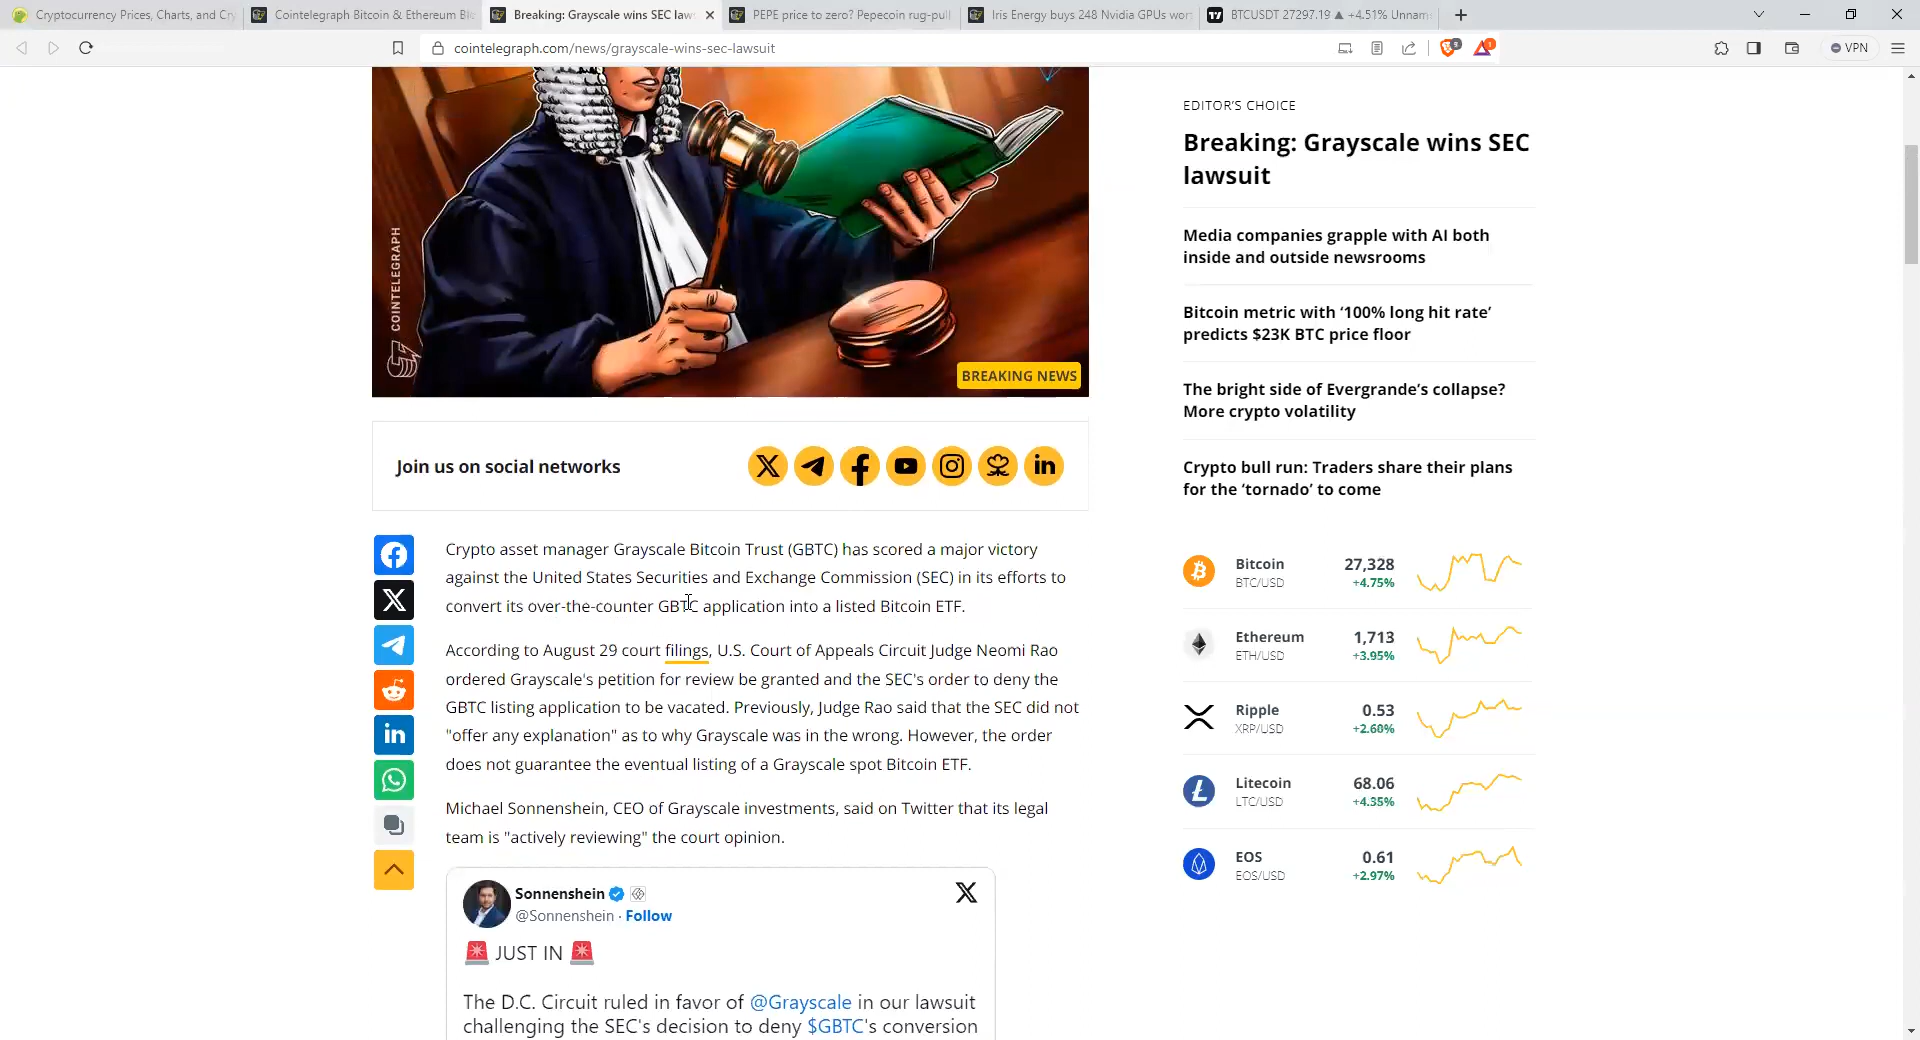 Cryptocurrency Prices, Charts, and Cry
Cointelegraph Bitcoin & Ethereum Blo
Breaking: Grayscale wins SEC laws
PEPE price to zero? Pepecoin rug-pull
Iris Energy buys 248 Nvidia GPUs wor
BTCUSDT 27297.19 ▲ +4.51% Unnam
cointelegraph.com/news/grayscale-wins-sec-lawsuit
VPN
COINTELEGRAPH
BREAKING NEWS
Join us on social networks
Crypto asset manager Grayscale Bitcoin Trust (GBTC) has scored a major victory
against the United States Securities and Exchange Commission (SEC) in its efforts to
convert its over-the-counter GBTC application into a listed Bitcoin ETF.
According to August 29 court filings, U.S. Court of Appeals Circuit Judge Neomi Rao
ordered Grayscale's petition for review be granted and the SEC's order to deny the
GBTC listing application to be vacated. Previously, Judge Rao said that the SEC did not
"offer any explanation" as to why Grayscale was in the wrong. However, the order
does not guarantee the eventual listing of a Grayscale spot Bitcoin ETF.
Michael Sonnenshein, CEO of Grayscale investments, said on Twitter that its legal
team is "actively reviewing" the court opinion.
Sonnenshein
@Sonnenshein · Follow
🚨 JUST IN 🚨
The D.C. Circuit ruled in favor of @Grayscale in our lawsuit
challenging the SEC's decision to deny $GBTC's conversion
EDITOR'S CHOICE
Breaking: Grayscale wins SEC
lawsuit
Media companies grapple with AI both
inside and outside newsrooms
Bitcoin metric with ‘100% long hit rate’
predicts $23K BTC price floor
The bright side of Evergrande’s collapse?
More crypto volatility
Crypto bull run: Traders share their plans
for the ‘tornado’ to come
Bitcoin 27,328
BTC/USD +4.75%
Ethereum 1,713
ETH/USD +3.95%
Ripple 0.53
XRP/USD +2.60%
Litecoin 68.06
LTC/USD +4.35%
EOS 0.61
EOS/USD +2.97%